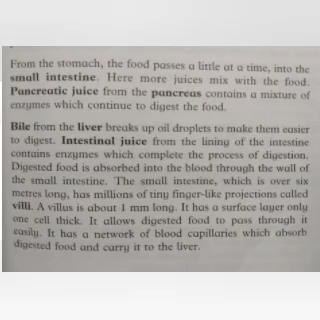 From the stomach, the food passes a little at a time, into the
small intestine. Here more juices mix with the food.
Pancreatic juice from the pancreas contains a mixture of
enzymes which continue to digest the food.
Bile from the liver breaks up oil droplets to make them easier
to digest. Intestinal juice from the lining of the intestine
contains enzymes which complete the process of digestion.
Digested food is absorbed into the blood through the wall of
the small intestine. The small intestine, which is over six
metres long, has millions of tiny finger-like projections called
villi. A villus is about 1 mm long. It has a surface layer only
one cell thick. It allows digested food to pass through it
easily. It has a network of blood capillaries which absorb
digested food and carry it to the liver.